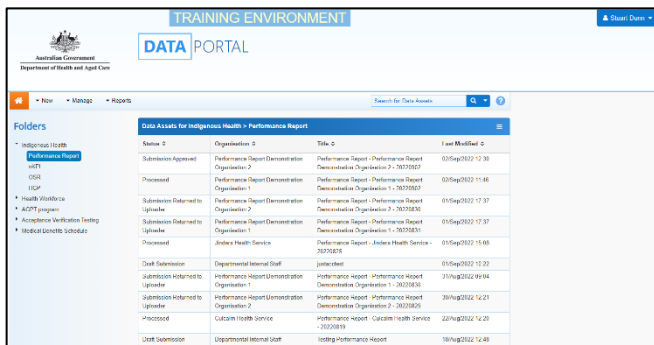 TRAINING ENVIRONMENT
Stuart Dunn
Australian Government
Department of Health and Aged Care
DATA PORTAL
New Manage Reports Search for Data Assets
Folders
Indigenous Health
Performance Report
nKPI
OSR
HCP
Health Workforce
AGPT program
Acceptance Verification Testing
Medical Benefits Schedule
Data Assets for Indigenous Health > Performance Report
Status Organisation Title Last Modified
Submission Approved Performance Report Demonstration Performance Report - Performance Report 02/Sep/2022 12:30
Organisation 2 Demonstration Organisation 2 - 20220902
Processed Performance Report Demonstration Performance Report - Performance Report 02/Sep/2022 11:46
Organisation 1 Demonstration Organisation 1 - 20220902
Submission Returned to Performance Report Demonstration Performance Report - Performance Report 01/Sep/2022 17:37
Uploader Organisation 2 Demonstration Organisation 2 - 20220830
Submission Returned to Performance Report Demonstration Performance Report - Performance Report 01/Sep/2022 17:37
Uploader Organisation 1 Demonstration Organisation 1 - 20220831
Processed Jindera Health Service Performance Report - Jindera Health Service - 01/Sep/2022 15:08
20220825
Draft Submission Departmental Internal Staff 01/Sep/2022 12:22
Submission Returned to Performance Report Demonstration Performance Report - Performance Report 31/Aug/2022 09:04
Uploader Organisation 1 Demonstration Organisation 1 - 20220830
Submission Returned to Performance Report Demonstration Performance Report - Performance Report 30/Aug/2022 12:21
Uploader Organisation 2 Demonstration Organisation 2 - 20220829
Processed Culcairn Health Service Performance Report - Culcairn Health Service 22/Aug/2022 12:20
- 20220819
Draft Submission Departmental Internal Staff Testing Performance Report 18/Aug/2022 12:48